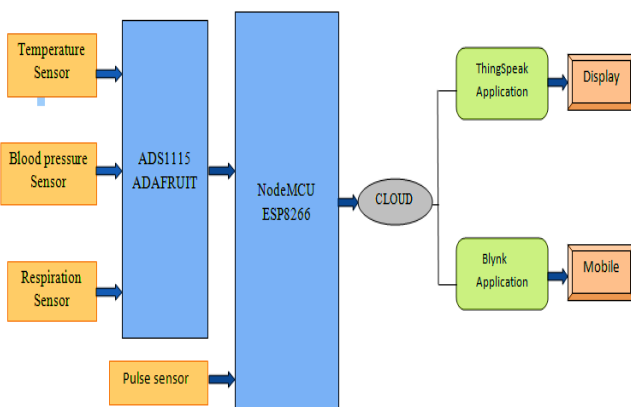 Temperature
Sensor
Blood pressure
Sensor
Respiration
Sensor
Pulse sensor
ADS1115
ADAFRUIT
NodeMCU
ESP8266
CLOUD
ThingSpeak
Application
Display
Blynk
Application
Mobile